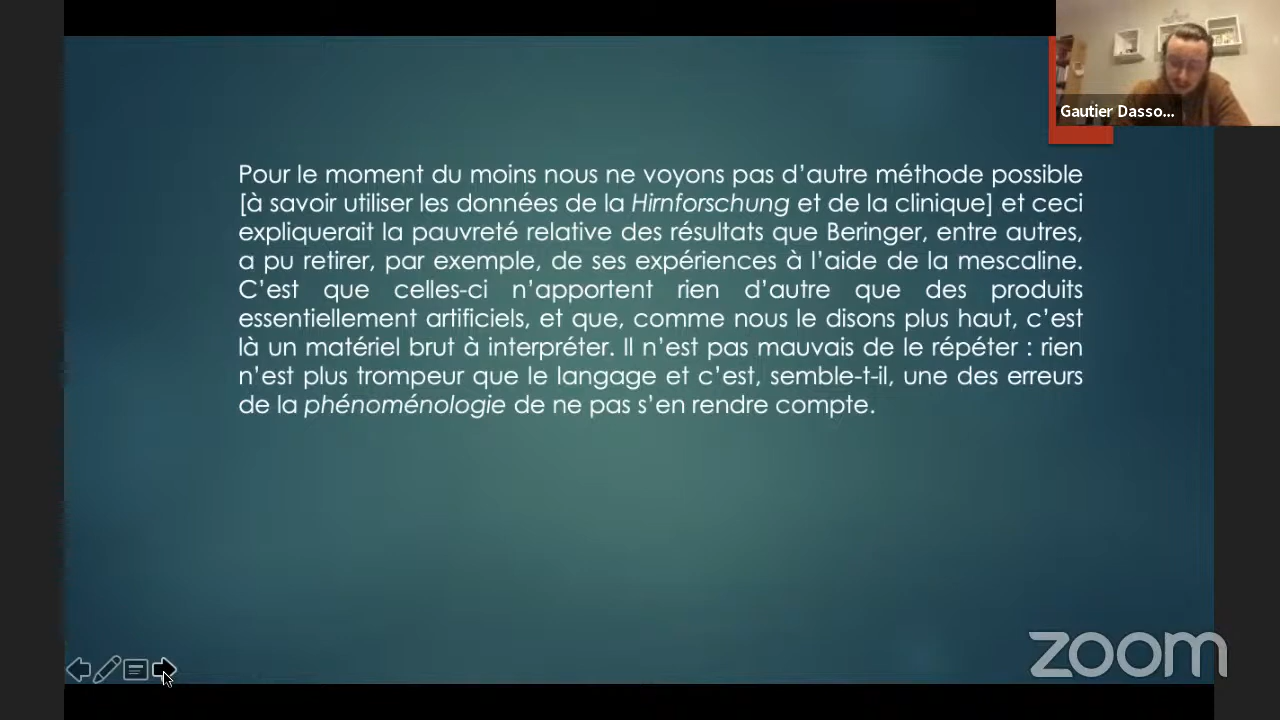 Gautier Dasso...
Pour le moment du moins nous ne voyons pas d’autre méthode possible
[à savoir utiliser les données de la Hirnforschung et de la clinique] et ceci
expliquerait la pauvreté relative des résultats que Beringer, entre autres,
a pu retirer, par exemple, de ses expériences à l’aide de la mescaline.
C’est que celles-ci n’apportent rien d’autre que des produits
essentiellement artificiels, et que, comme nous le disons plus haut, c’est
là un matériel brut à interpréter. Il n’est pas mauvais de le répéter : rien
n’est plus trompeur que le langage et c’est, semble-t-il, une des erreurs
de la phénoménologie de ne pas s’en rendre compte.
zoom